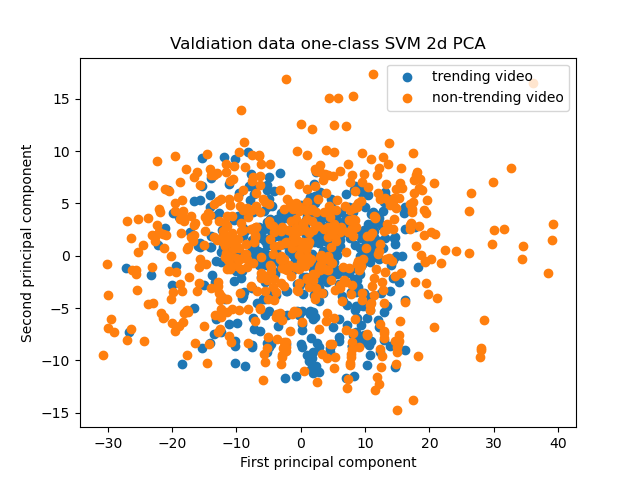 Valdiation data one-class SVM 2d PCA
trending video
non-trending video
15
10
5
0
−5
−10
−15
Second principal component
−30 −20 −10 0 10 20 30 40
First principal component